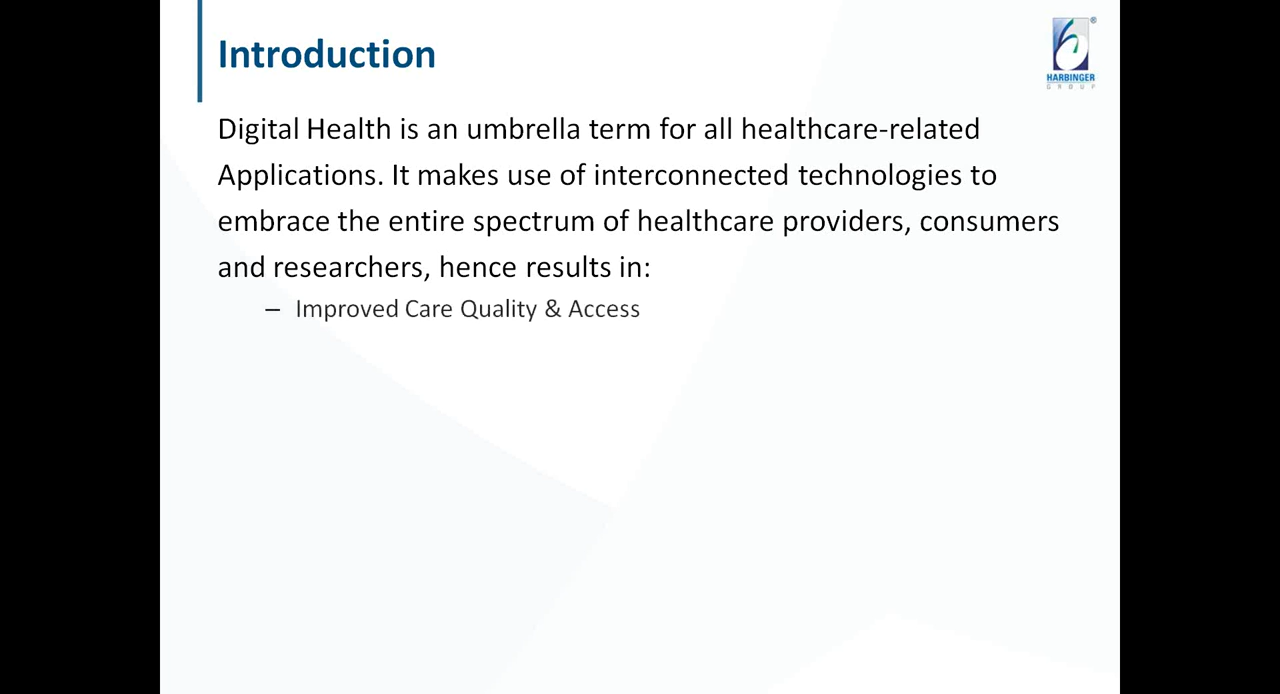 Introduction
HARBINGER
GROUP
Digital Health is an umbrella term for all healthcare-related
Applications. It makes use of interconnected technologies to
embrace the entire spectrum of healthcare providers, consumers
and researchers, hence results in:
– Improved Care Quality & Access